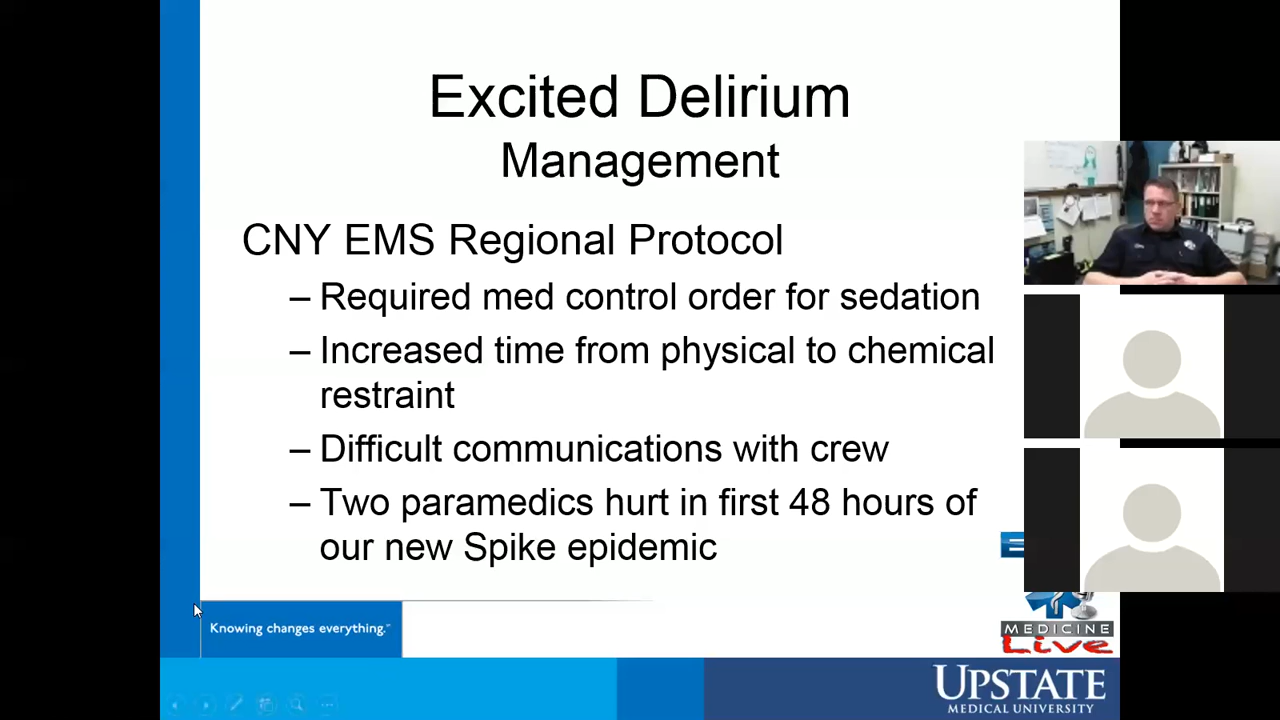 Excited Delirium
Management
CNY EMS Regional Protocol
– Required med control order for sedation
– Increased time from physical to chemical
restraint
– Difficult communications with crew
– Two paramedics hurt in first 48 hours of
our new Spike epidemic
Knowing changes everything.™
MEDICINE
Live
UPSTATE
MEDICAL UNIVERSITY